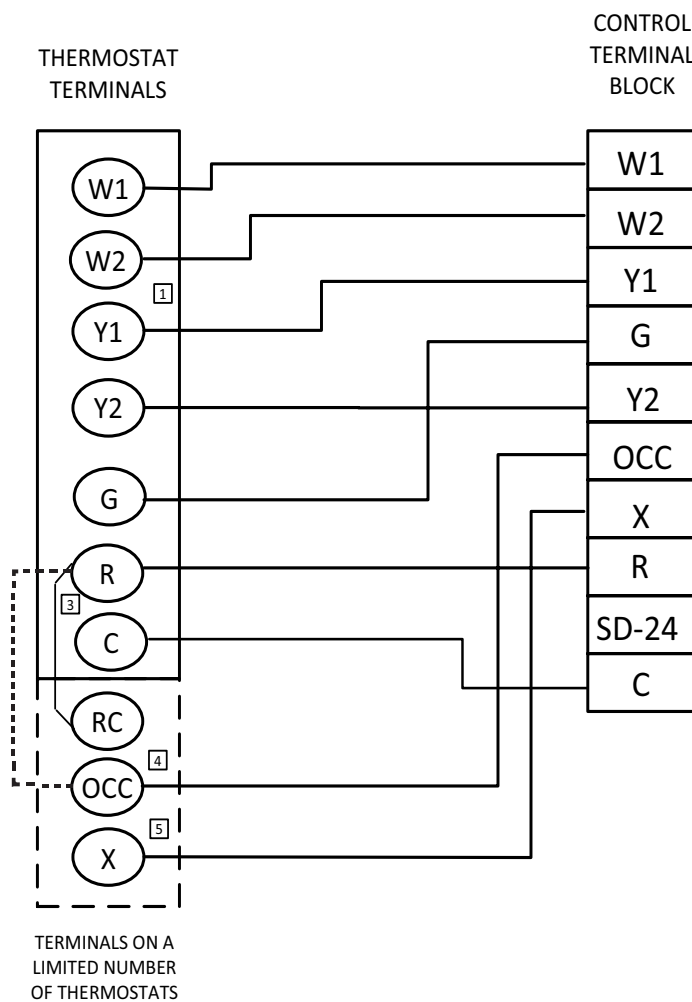 THERMOSTAT
TERMINALS
W1
W2
1
Y1
Y2
G
R
3
C
RC
4
OCC
5
X
TERMINALS ON A
LIMITED NUMBER
OF THERMOSTATS
CONTROL
TERMINAL
BLOCK
W1
W2
Y1
G
Y2
OCC
X
R
SD-24
C